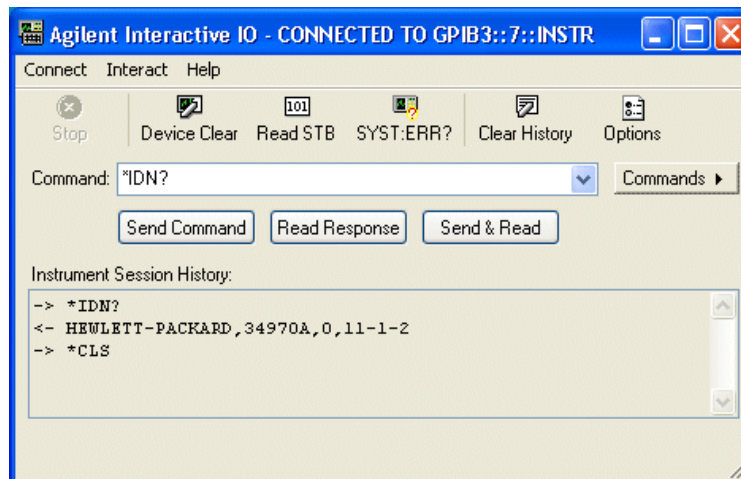 Agilent Interactive IO - CONNECTED TO GPIB3::7::INSTR
Connect Interact Help
101
Stop Device Clear Read STB SYST:ERR? Clear History Options
Command: *IDN? Commands
Send Command Read Response Send & Read
Instrument Session History:
-> *IDN?
<- HEWLETT-PACKARD,34970A,0,11-1-2
-> *CLS